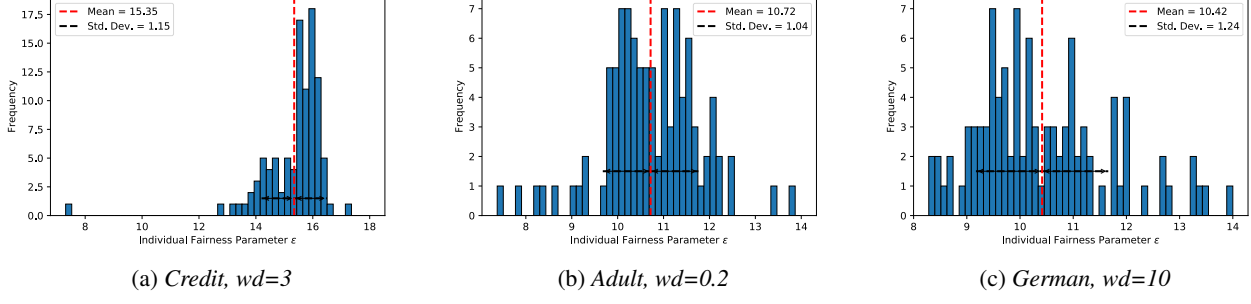 17.5
15.0
12.5
10.0
7.5
5.0
2.5
0.0
Frequency
Mean = 15.35
Std. Dev. = 1.15
8 10 12 14 16 18
Individual Fairness Parameter ε
(a) Credit, wd=3
7
6
5
4
3
2
1
0
Frequency
Mean = 10.72
Std. Dev. = 1.04
8 9 10 11 12 13 14
Individual Fairness Parameter ε
(b) Adult, wd=0.2
7
6
5
4
3
2
1
0
Frequency
Mean = 10.42
Std. Dev. = 1.24
8 9 10 11 12 13 14
Individual Fairness Parameter ε
(c) German, wd=10